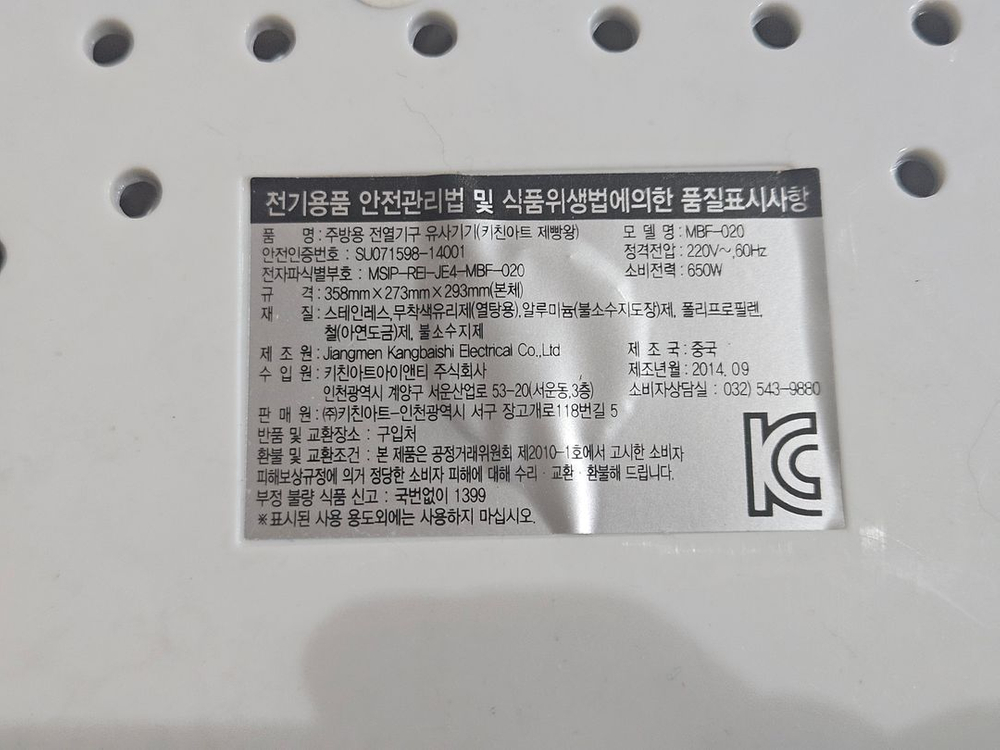 전기용품 안전관리법 및 식품위생법에의한 품질표시사항
품 명 : 주방용 전열기구 유사기기(키친아트 제빵왕) 모 델 명 : MBF-020
안전인증번호 : SU071598-14001 정격전압 : 220V~,60Hz
전자파식별부호 : MSIP-REI-JE4-MBF-020 소비전력 : 650W
규 격 : 358mm×273mm×293mm(본체)
재 질 : 스테인레스,무착색유리제(열탕용),알루미늄(불소수지도장)제, 폴리프로필렌,
철(아연도금)제, 불소수지제
제 조 원 : Jiangmen Kangbaishi Electrical Co.,Ltd 제 조 국 : 중국
수 입 원 : 키친아트아이앤티 주식회사 제조년월 : 2014. 09
인천광역시 계양구 서운산업로 53-20(서운동,3층) 소비자상담실 : 032) 543-9880
판 매 원 : ㈜키친아트-인천광역시 서구 장고개로118번길 5
반품 및 교환장소 : 구입처
환불 및 교환조건 : 본 제품은 공정거래위원회 제2010-1호에서 고시한 소비자
피해보상규정에 의거 정당한 소비자 피해에 대해 수리 · 교환 · 환불해 드립니다.
부정 불량 식품 신고 : 국번없이 1399
※표시된 사용 용도외에는 사용하지 마십시오.
KC